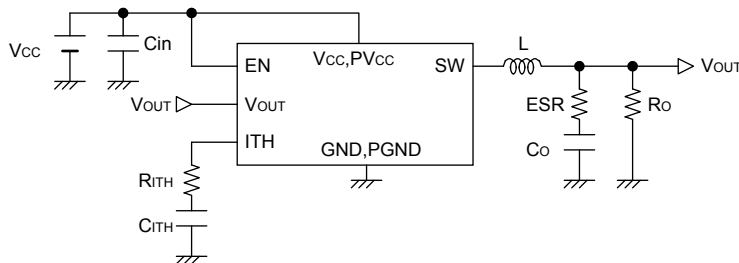 VCC
Cin
EN
VCC,PVCC
SW
L
VOUT
VOUT
VOUT
ESR
RO
ITH
GND,PGND
CO
RITH
CITH